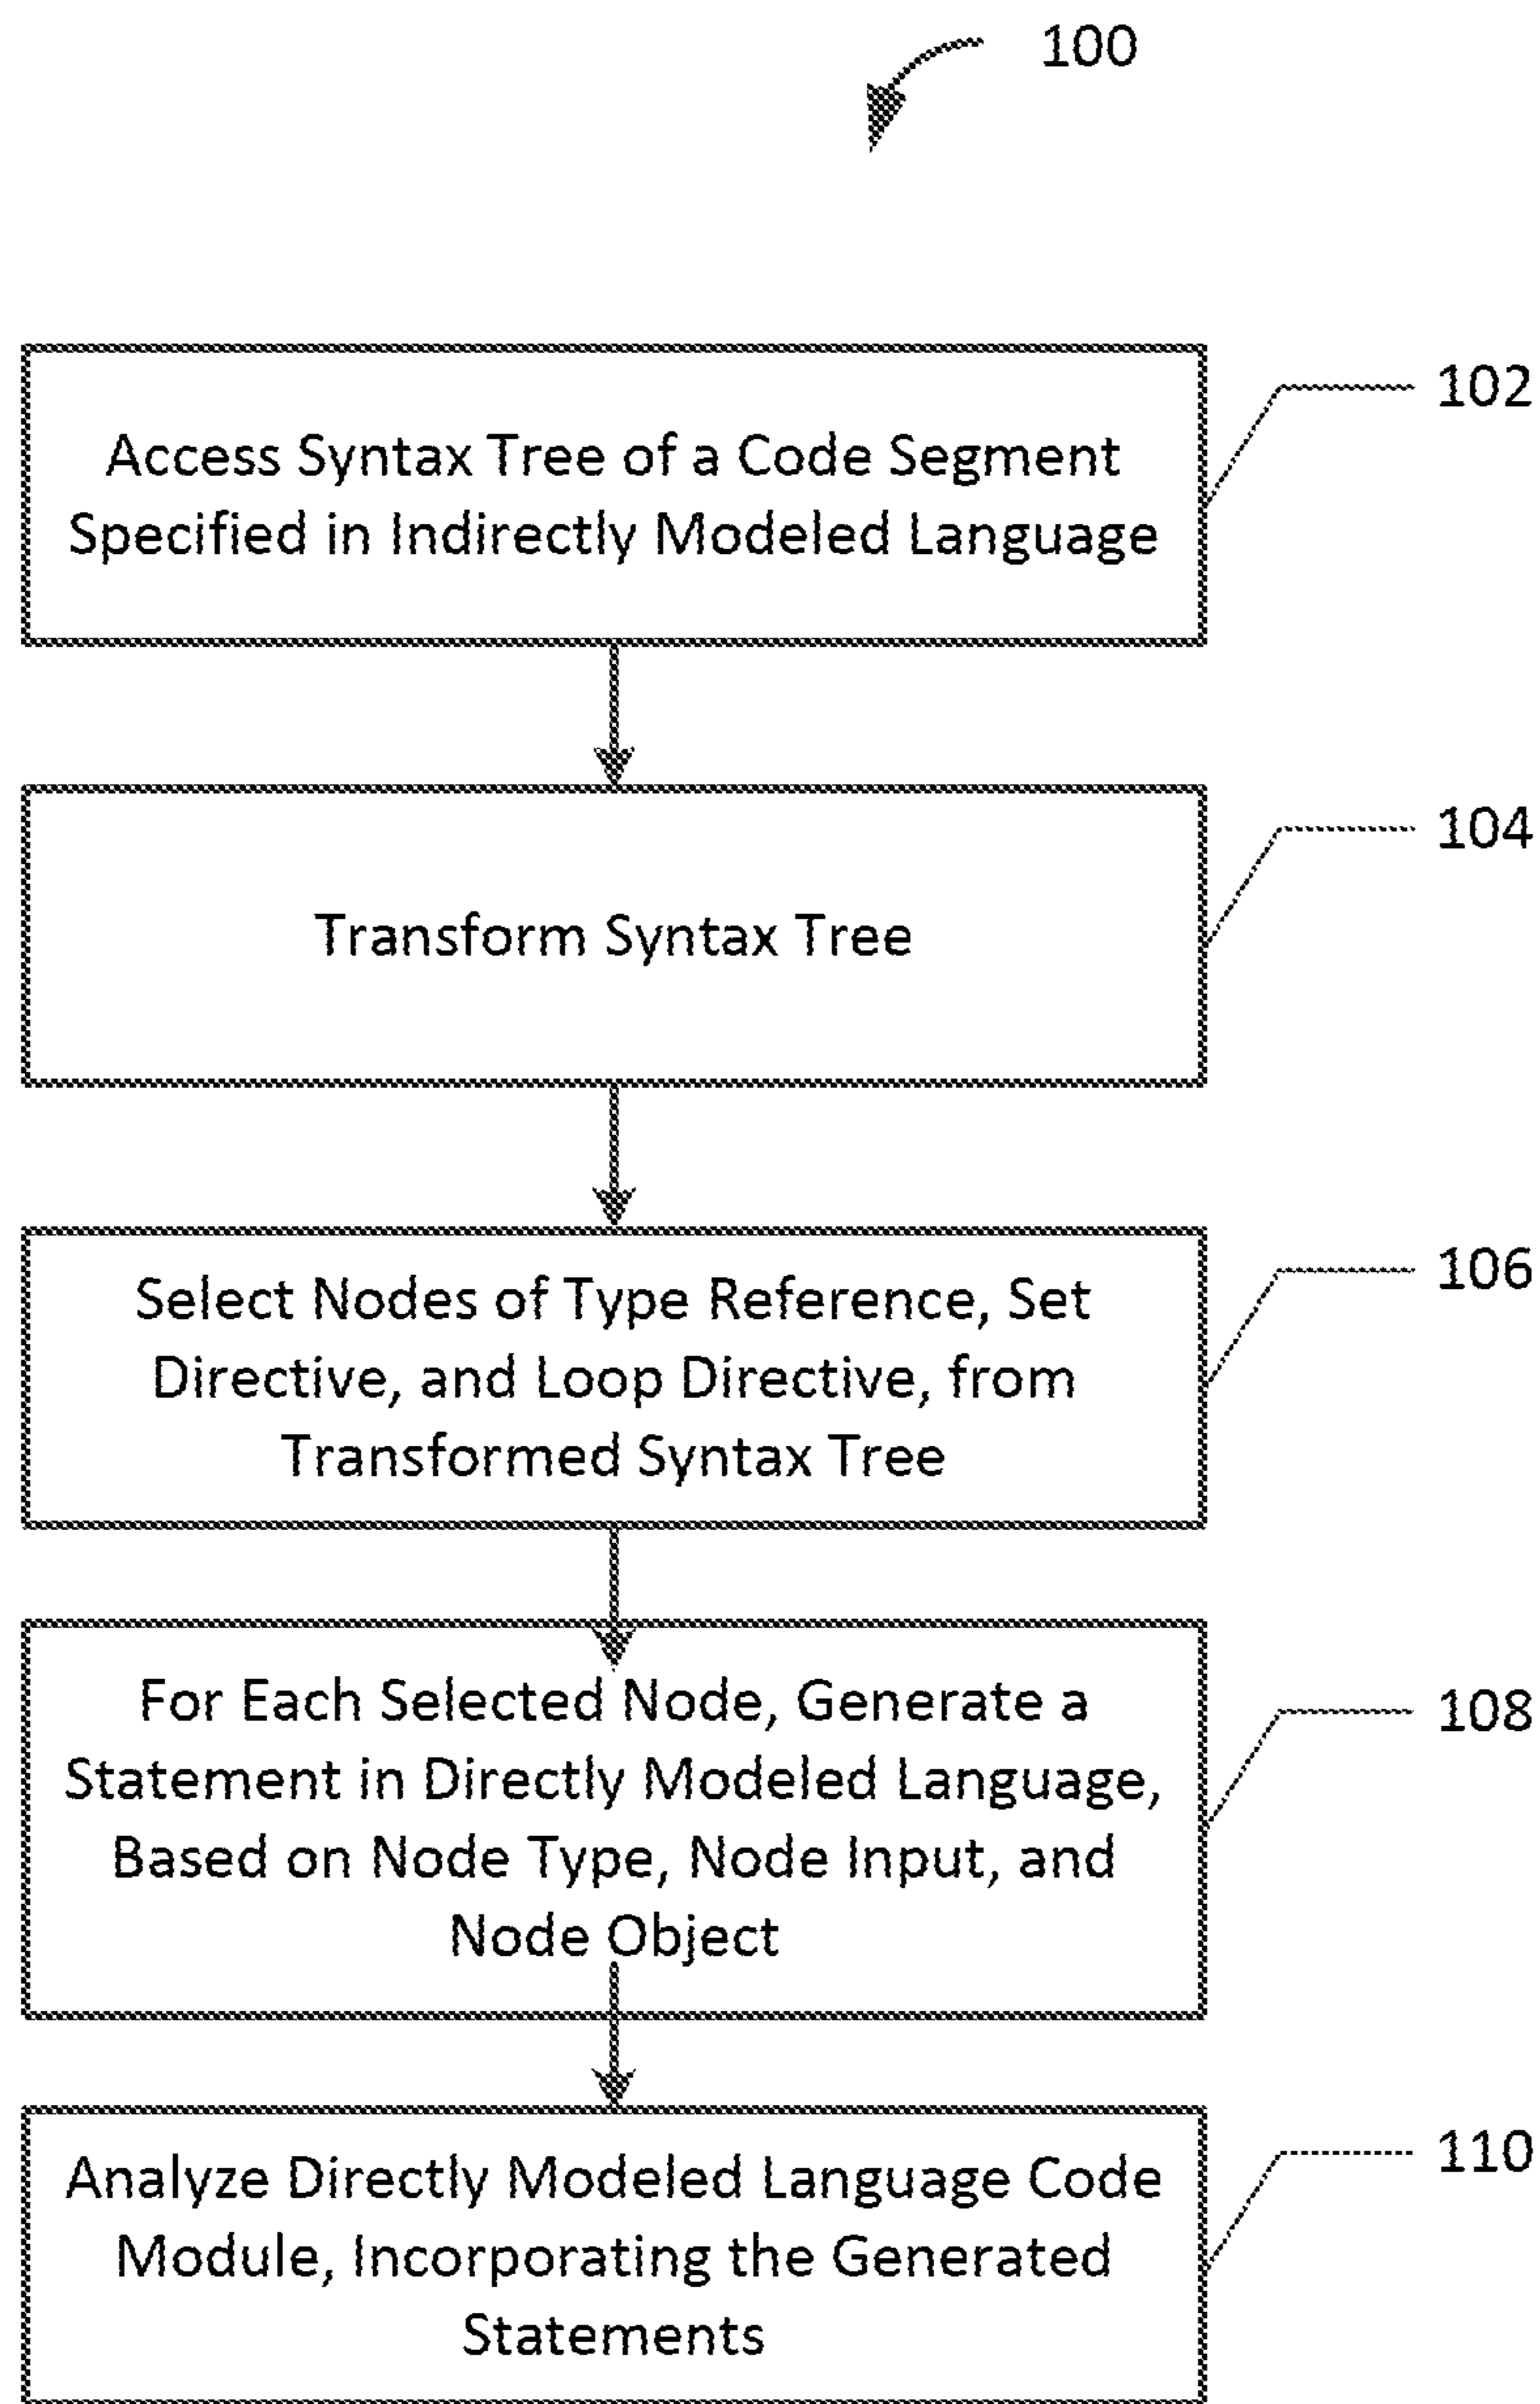 100
Access Syntax Tree of a Code Segment
Specified in Indirectly Modeled Language
102
Transform Syntax Tree
104
Select Nodes of Type Reference, Set
Directive, and Loop Directive, from
Transformed Syntax Tree
106
For Each Selected Node, Generate a
Statement in Directly Modeled Language,
Based on Node Type, Node Input, and
Node Object
108
Analyze Directly Modeled Language Code
Module, Incorporating the Generated
Statements
110